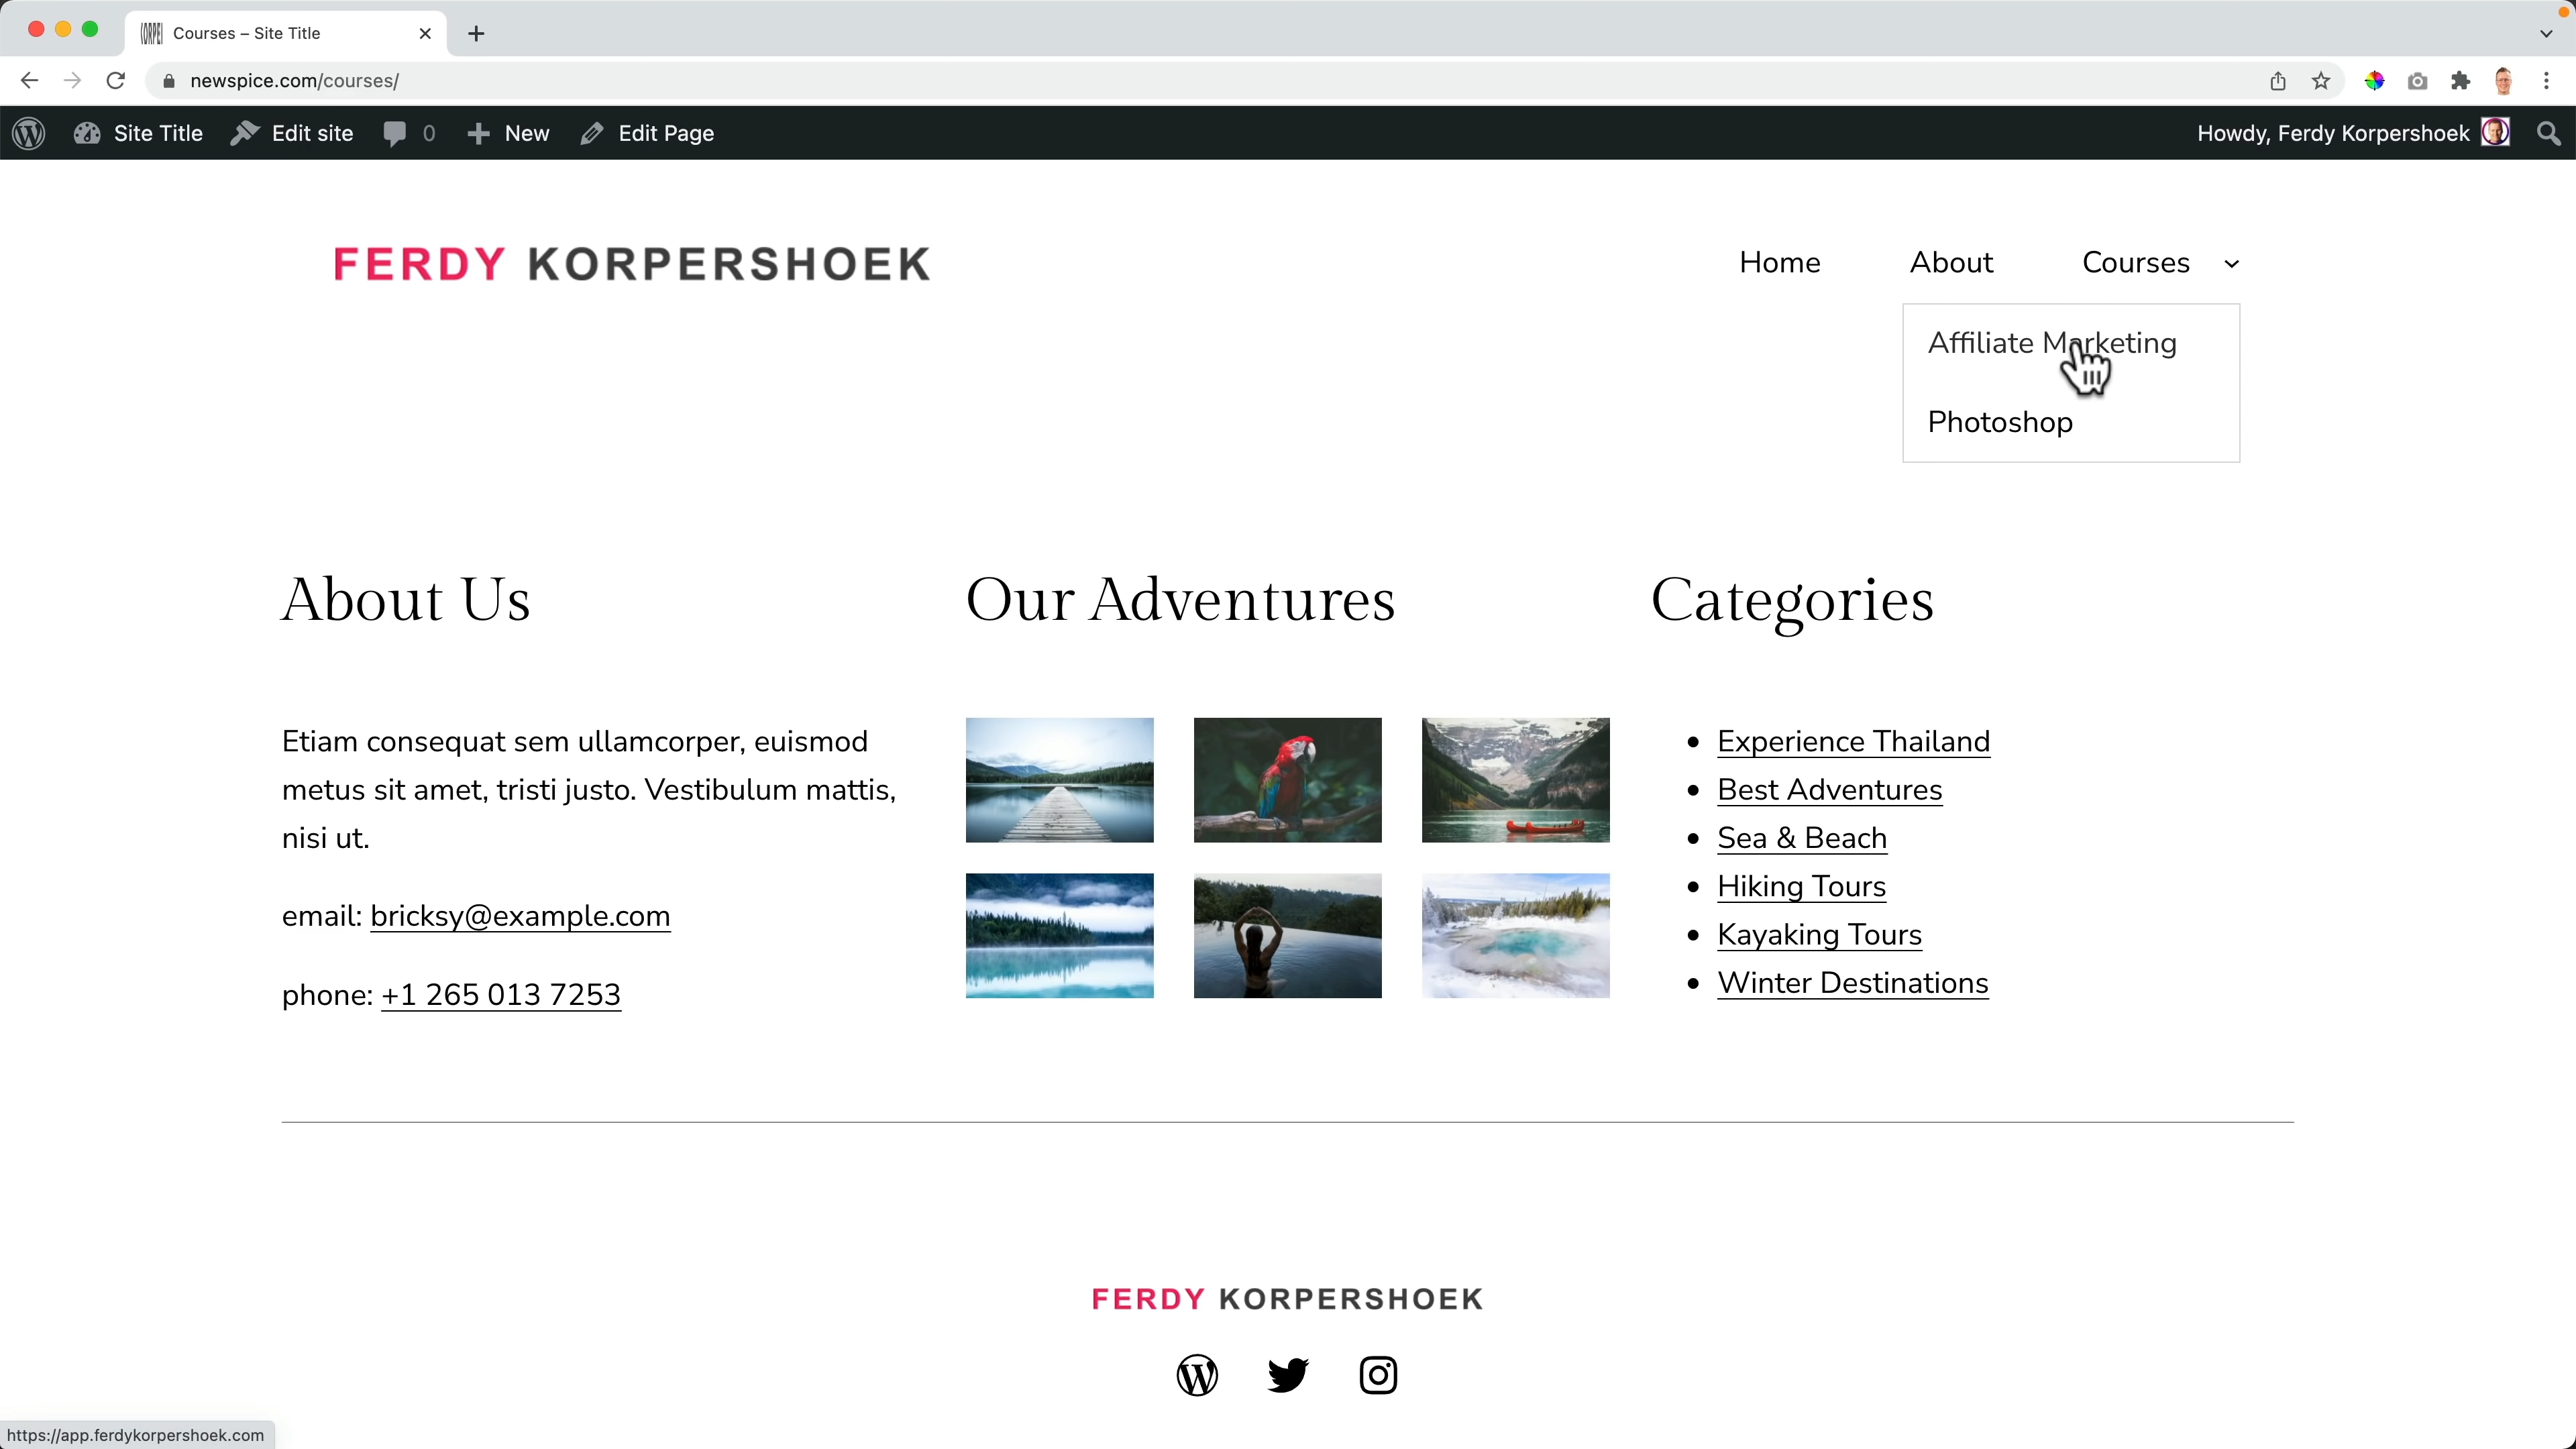 Courses – Site Title
newspice.com/courses/
Site Title
Edit site
0
New
Edit Page
Howdy, Ferdy Korpershoek
FERDY KORPERSHOEK
Home
About
Courses
Affiliate Marketing
Photoshop
About Us
Etiam consequat sem ullamcorper, euismod
metus sit amet, tristi justo. Vestibulum mattis,
nisi ut.
email: bricksy@example.com
phone: +1 265 013 7253
Our Adventures
Categories
Experience Thailand
Best Adventures
Sea & Beach
Hiking Tours
Kayaking Tours
Winter Destinations
FERDY KORPERSHOEK
https://app.ferdykorpershoek.com